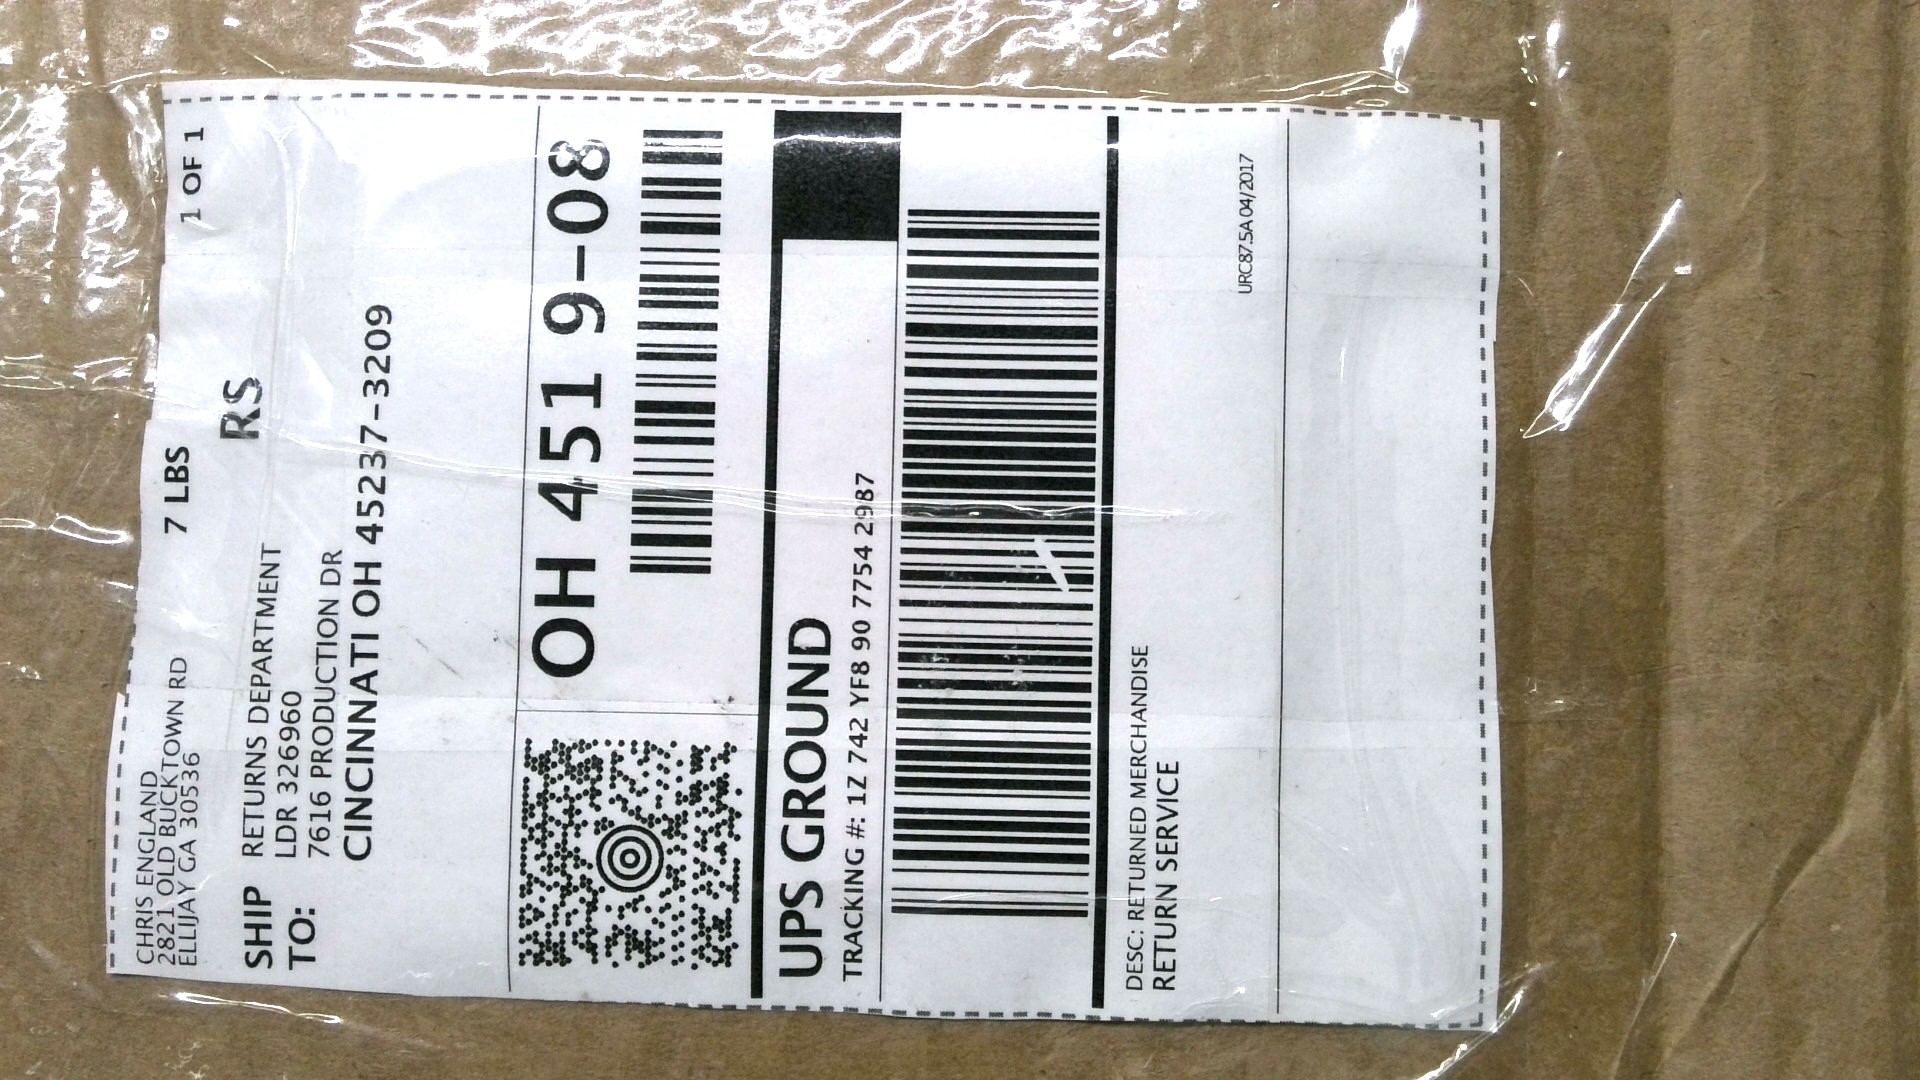 CHRIS ENGLAND
2821 OLD BUCKTOWN RD
ELLIJAY GA 30536
7 LBS
1 OF 1
RS
SHIP TO:
RETURNS DEPARTMENT
LDR 326960
7616 PRODUCTION DR
CINCINNATI OH 45237-3209
OH 451 9-08
UPS GROUND
TRACKING #: 1Z 742 YF8 90 7754 2987
DESC: RETURNED MERCHANDISE
RETURN SERVICE
URC87.5A 04/2017